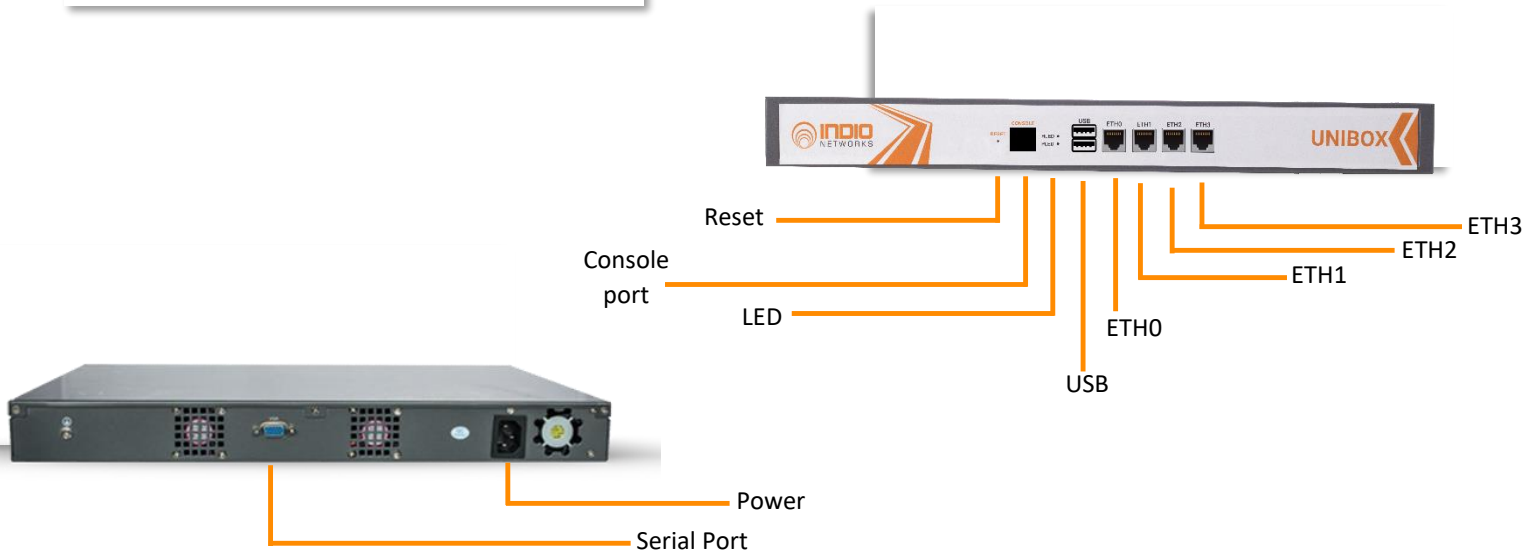 INDIO
NETWORKS
RESET
CONSOLE
USB
ETH0
ETH1
ETH2
ETH3
UNIBOX
Reset
ETH3
ETH2
Console
port
ETH1
LED
ETH0
USB
Power
Serial Port